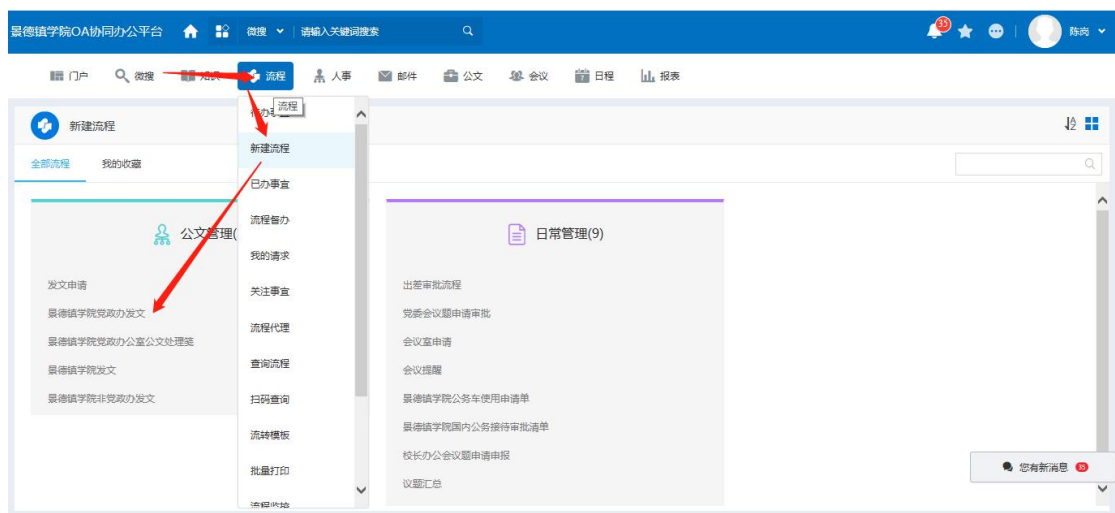 景德镇学院OA协同办公平台 微搜 请输入关键词搜索 35 陈岗
门户 微搜 流程 人事 邮件 公文 会议 日程 报表
流程
新建流程
全部流程 我的收藏
新建流程
已办事宜
流程督办
我的请求
关注事宜
流程代理
查询流程
扫码查询
流转模板
批量打印
流程监控
公文管理(
发文申请
景德镇学院党政办发文
景德镇学院党政办公室公文处理笺
景德镇学院发文
景德镇学院非党政办发文
日常管理(9)
出差审批流程
党委会议题申请审批
会议室申请
会议提醒
景德镇学院公务车使用申请单
景德镇学院国内公务接待审批清单
校长办公会议题申请申报
议题汇总
您有新消息 35